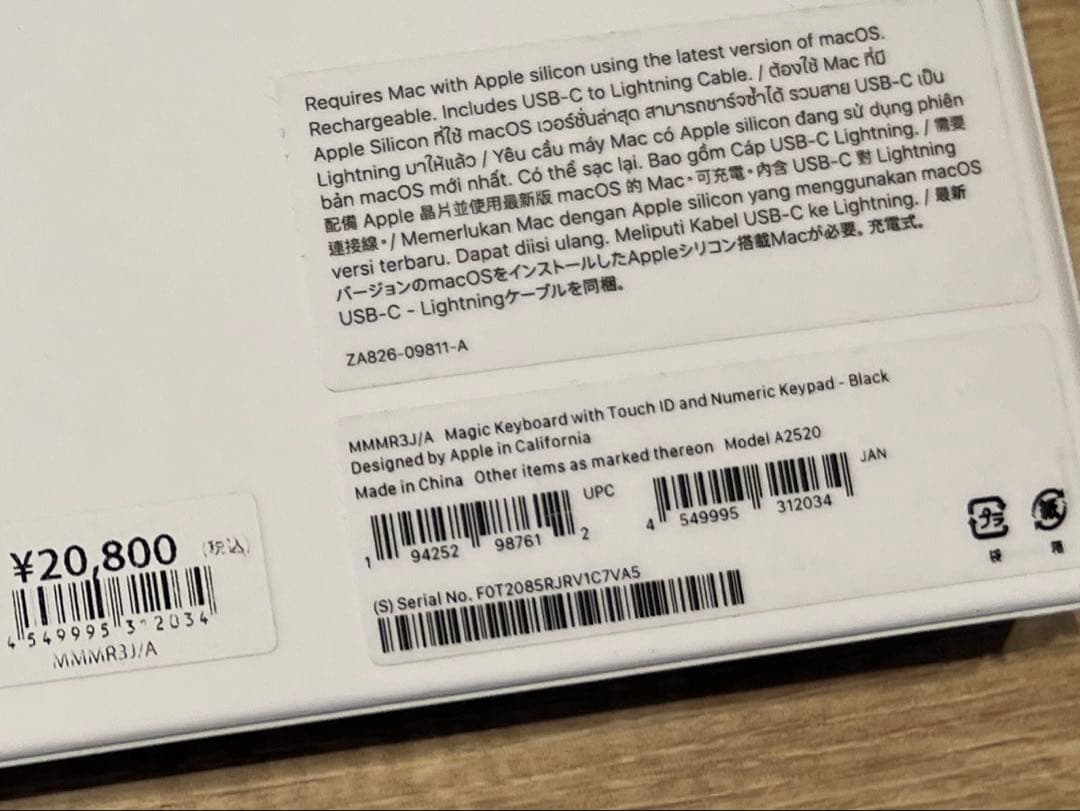 Requires Mac with Apple silicon using the latest version of macOS.
Rechargeable. Includes USB-C to Lightning Cable. / ต้องใช้ Mac ที่มี
Apple Silicon ที่ใช้ macOS เวอร์ชั่นล่าสุด สามารถชาร์จซ้ำได้ รวมสาย USB-C เป็น
Lightning มาให้แล้ว / Yêu cầu máy Mac có Apple silicon đang sử dụng phiên
bản macOS mới nhất. Có thể sạc lại. Bao gồm Cáp USB-C Lightning. / 需要
配備 Apple 晶片並使用最新版 macOS 的 Mac。可充電。內含 USB-C 對 Lightning
連接線。/ Memerlukan Mac dengan Apple silicon yang menggunakan macOS
versi terbaru. Dapat diisi ulang. Meliputi Kabel USB-C ke Lightning. / 最新
バージョンのmacOSをインストールしたAppleシリコン搭載Macが必要。充電式。
USB-C - Lightningケーブルを同梱。
ZA826-09811-A
MMMR3J/A Magic Keyboard with Touch ID and Numeric Keypad - Black
Designed by Apple in California
Made in China Other items as marked thereon Model A2520
UPC
1 94252 98761 2
JAN
4 549995 312034
(S) Serial No. F0T2085RJRV1C7VA5
プラ
袋
紙
箱
¥20,800 (税込)
4 549995 312034
MMMR3J/A